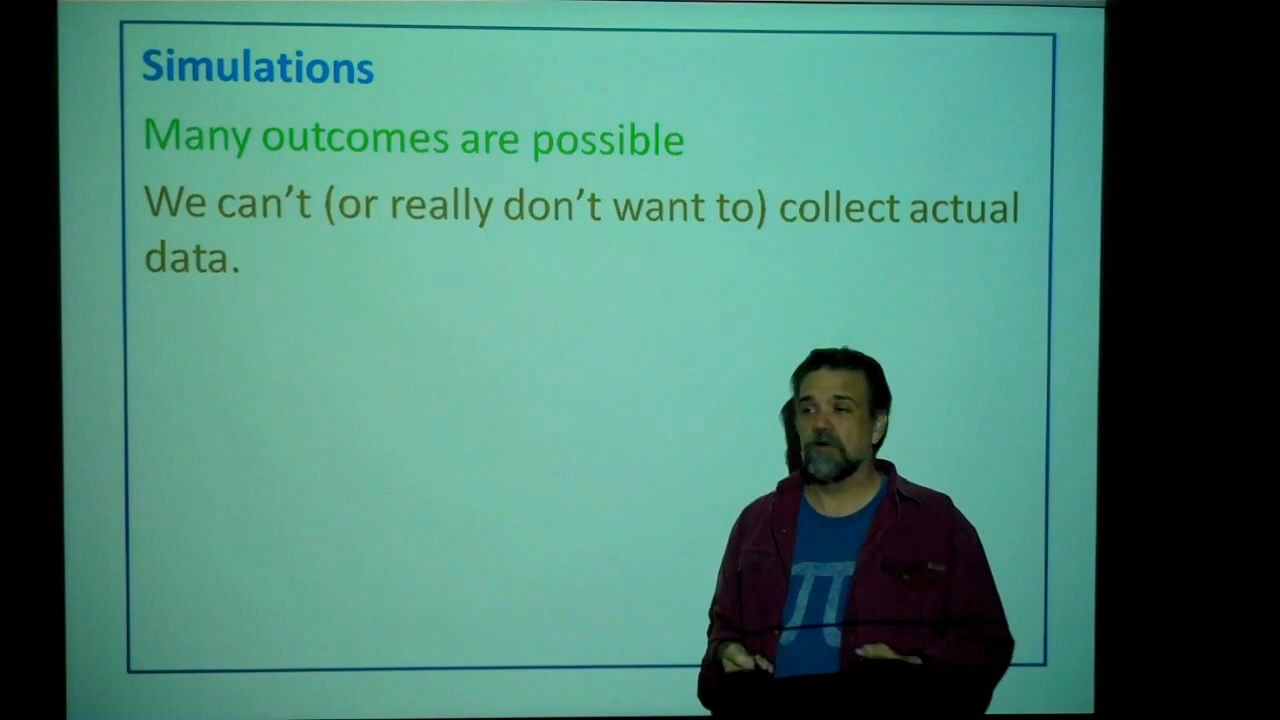 Simulations
Many outcomes are possible
We can't (or really don't want to) collect actual
data.
π